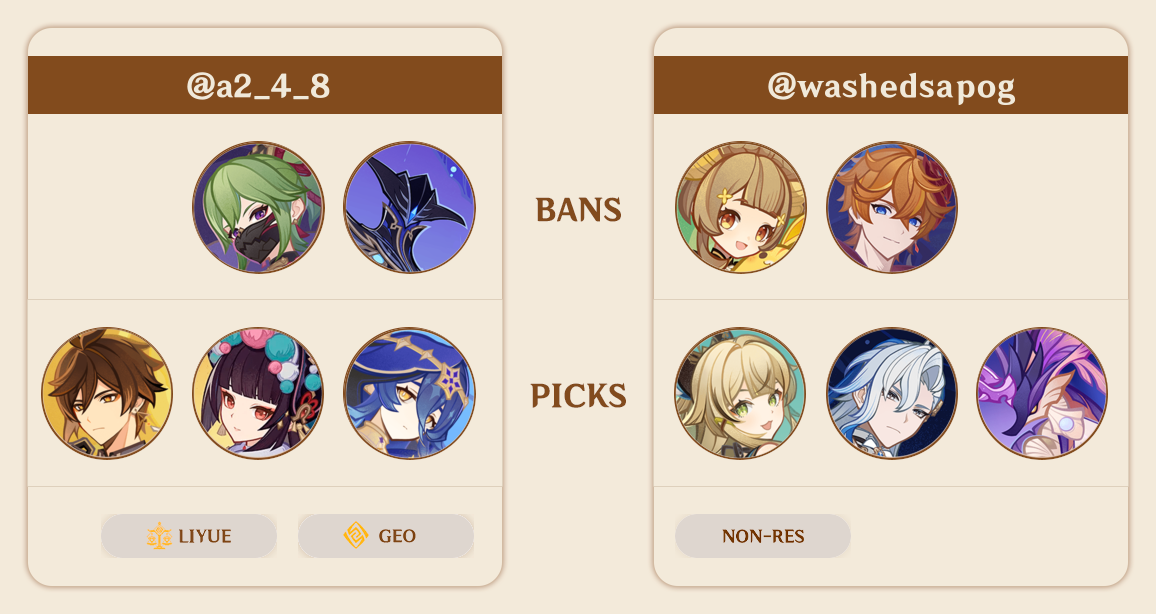 @a2_4_8
@washedsapog
BANS
PICKS
LIYUE
GEO
NON-RES